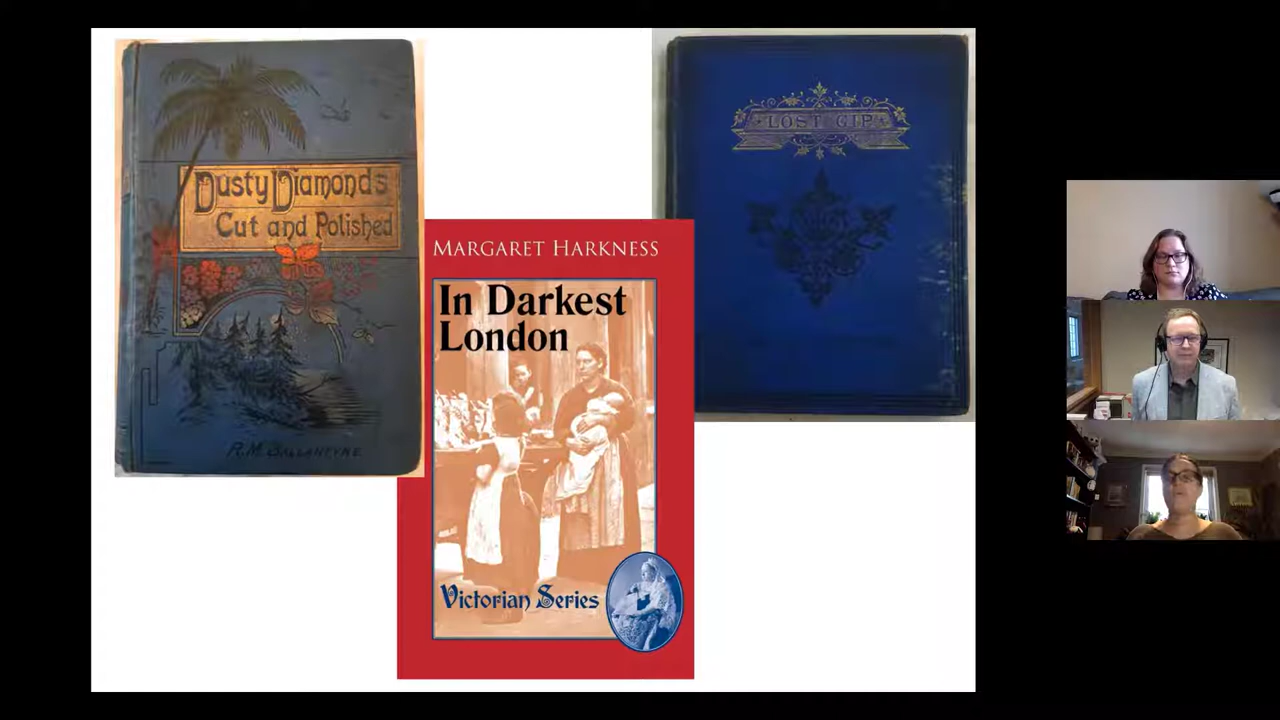 Dusty Diamonds
Cut and Polished
R.M. BALLANTYNE
LOST GIP
MARGARET HARKNESS
In Darkest
London
Victorian Series